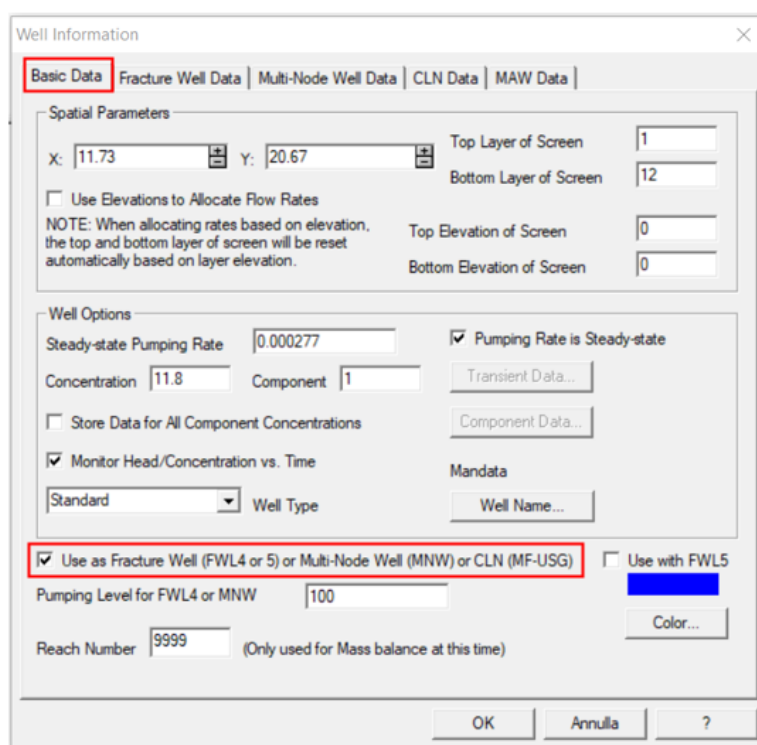 Well Information
Basic Data Fracture Well Data Multi-Node Well Data CLN Data MAW Data
Spatial Parameters
X: 11.73 Y: 20.67
Top Layer of Screen 1
Bottom Layer of Screen 12
Use Elevations to Allocate Flow Rates
NOTE: When allocating rates based on elevation,
the top and bottom layer of screen will be reset
automatically based on layer elevation.
Top Elevation of Screen 0
Bottom Elevation of Screen 0
Well Options
Steady-state Pumping Rate 0.000277
Pumping Rate is Steady-state
Concentration 11.8 Component 1
Transient Data...
Store Data for All Component Concentrations
Component Data...
Monitor Head/Concentration vs. Time
Mandata
Standard Well Type
Well Name...
Use as Fracture Well (FWL4 or 5) or Multi-Node Well (MNW) or CLN (MF-USG)
Use with FWL5
Pumping Level for FWL4 or MNW 100
Color...
Reach Number 9999 (Only used for Mass balance at this time)
OK Annulla ?